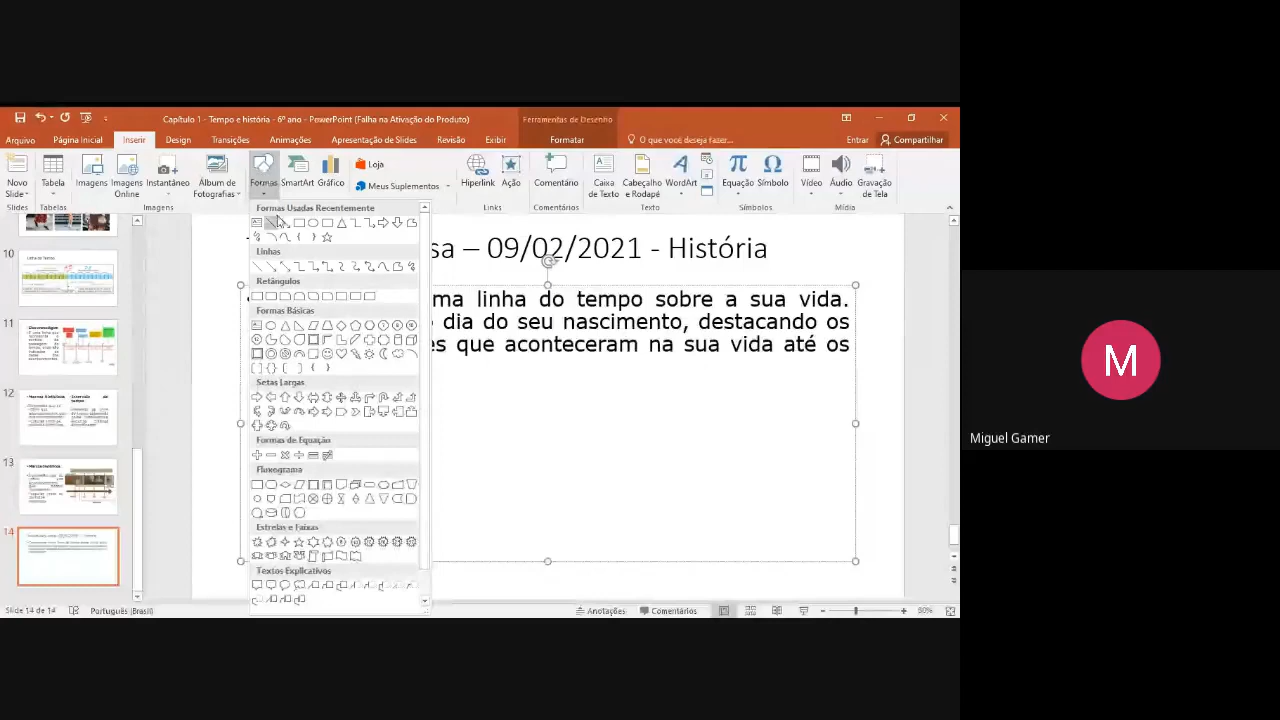 Capítulo 1 - Tempo e história - 6º ano - PowerPoint (Falha na Ativação do Produto)
Ferramentas de Desenho
Arquivo Página Inicial Inserir Design Transições Animações Apresentação de Slides Revisão Exibir Formatar O que você deseja fazer... Entrar Compartilhar
Novo Slide
Tabela
Imagens
Imagens Online
Instantâneo
Álbum de Fotografias
Formas
SmartArt
Gráfico
Loja
Meus Suplementos
Hiperlink
Ação
Comentário
Caixa de Texto
Cabeçalho e Rodapé
WordArt
Equação
Símbolo
Vídeo
Áudio
Gravação de Tela
Slides Tabelas Imagens Links Comentários Texto Símbolos Mídia
Formas Usadas Recentemente
Linhas
Retângulos
Formas Básicas
Setas Largas
Formas de Equação
Fluxograma
Estrelas e Faixas
Textos Explicativos
sa – 09/02/2021 - História
ma linha do tempo sobre a sua vida.
dia do seu nascimento, destacando os
es que aconteceram na sua vida até os
10
Linha do Tempo
11
12
13
14
Slide 14 de 14 Português (Brasil) Anotações Comentários 80%
M
Miguel Gamer